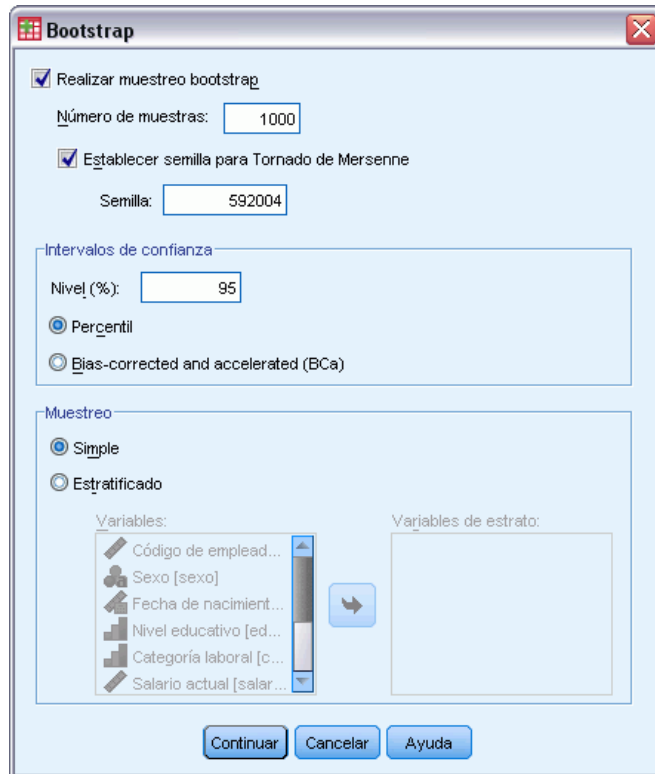 Bootstrap
Realizar muestreo bootstrap
Número de muestras: 1000
Establecer semilla para Tornado de Mersenne
Semilla: 592004
Intervalos de confianza
Nivel (%): 95
Percentil
Bias-corrected and accelerated (BCa)
Muestreo
Simple
Estratificado
Variables: Variables de estrato:
Código de emplead...
Sexo [sexo]
Fecha de nacimient...
Nivel educativo [ed...
Categoría laboral [c...
Salario actual [salar...
Continuar Cancelar Ayuda